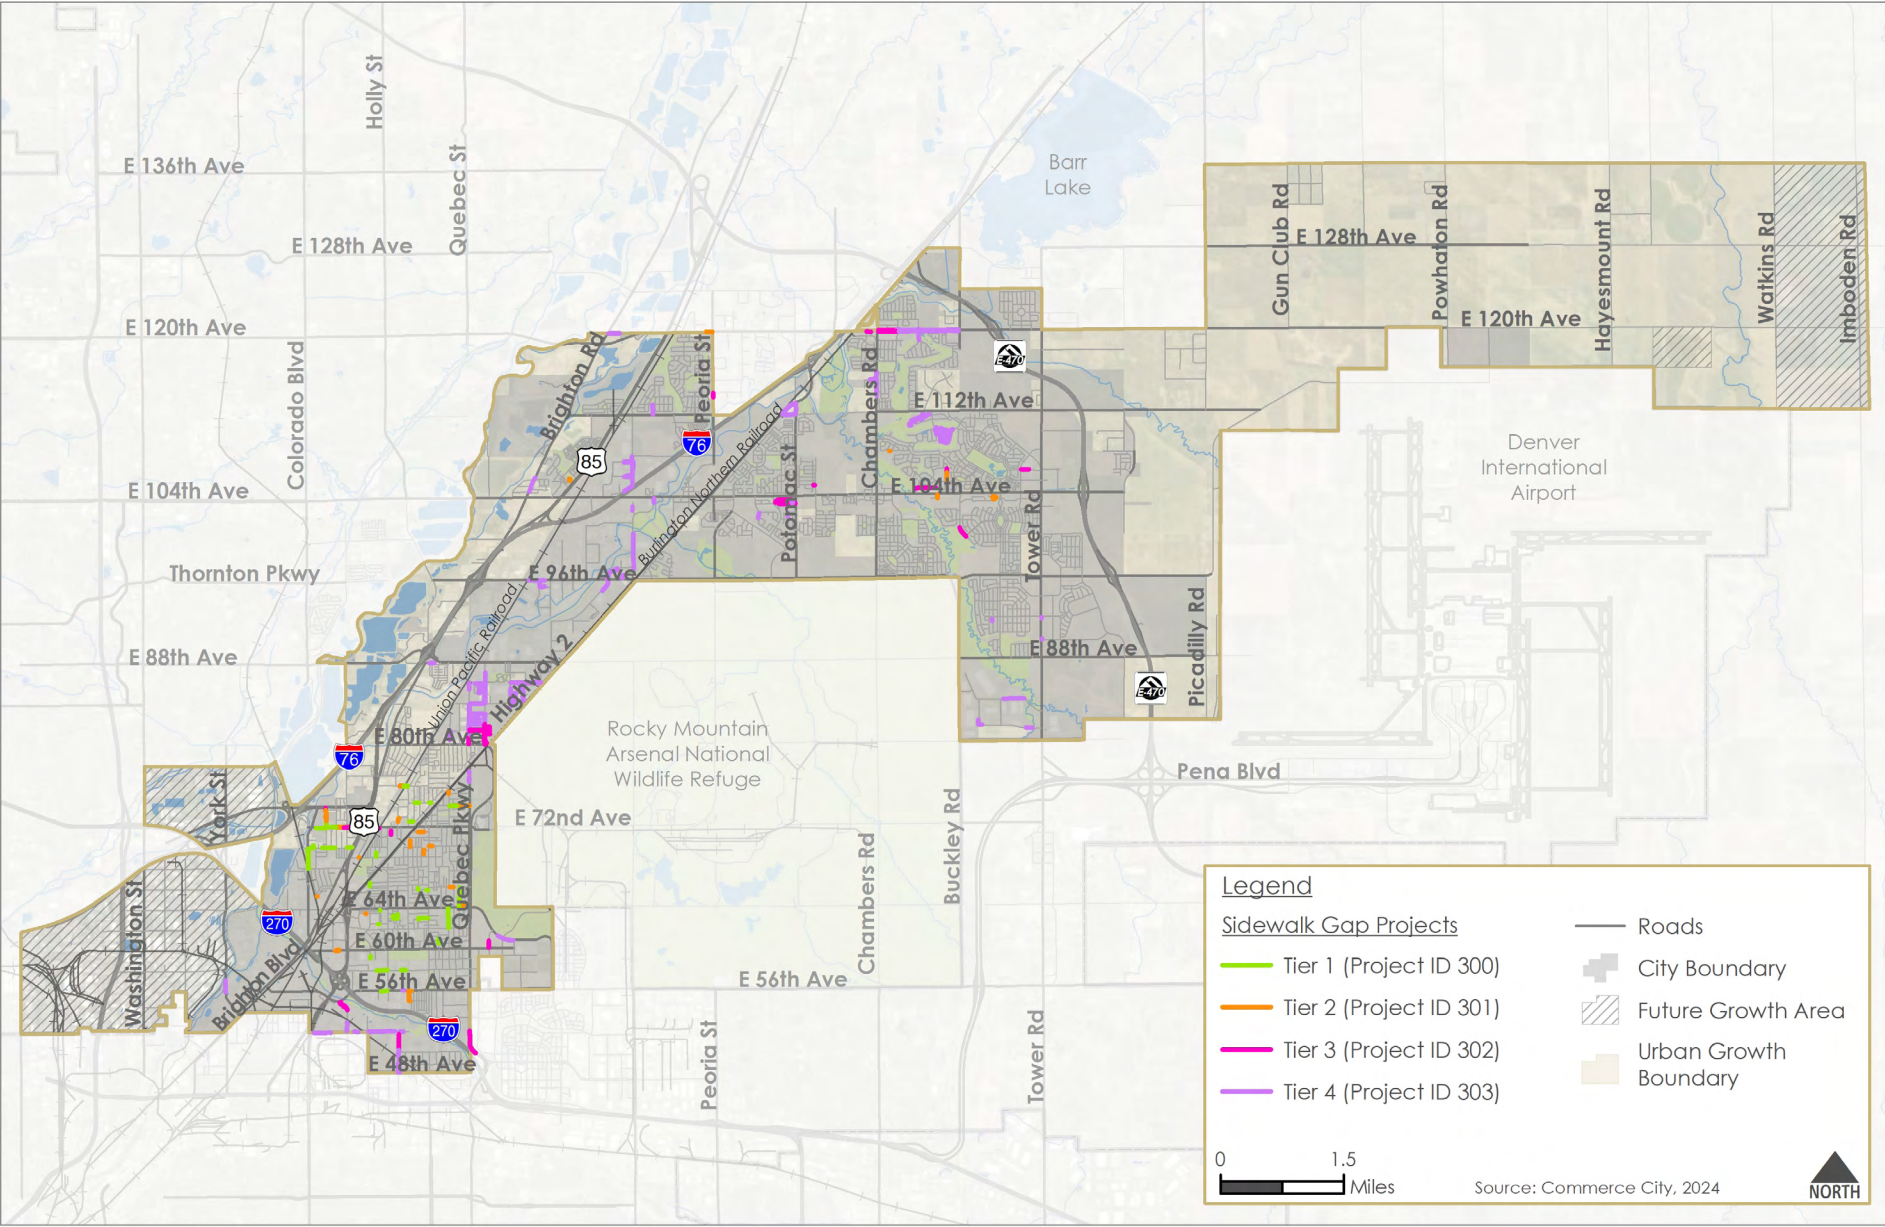 Holly St
Quebec St
E 136th Ave
Barr
Lake
E 128th Ave
Gun Club Rd
E 128th Ave
Powhaton Rd
Hayesmount Rd
Watkins Rd
Imboden Rd
E 120th Ave
E 120th Ave
Colorado Blvd
Brighton Rd
Peoria St
Chambers Rd
E-470
E 112th Ave
76
85
Burlington Northern Railroad
Potomac St
Denver
International
Airport
E 104th Ave
E 104th Ave
Tower Rd
Thornton Pkwy
E 96th Ave
Union Pacific Railroad
Highway 2
Picadilly Rd
E 88th Ave
E 88th Ave
E-470
E 80th Ave
Rocky Mountain
Arsenal National
Wildlife Refuge
76
Pena Blvd
York St
85
Quebec Pkwy
E 72nd Ave
Buckley Rd
Chambers Rd
Washington St
270
E 64th Ave
E 60th Ave
Brighton Blvd
E 56th Ave
E 56th Ave
270
E 48th Ave
Peoria St
Tower Rd
Legend
Sidewalk Gap Projects
Tier 1 (Project ID 300)
Tier 2 (Project ID 301)
Tier 3 (Project ID 302)
Tier 4 (Project ID 303)
Roads
City Boundary
Future Growth Area
Urban Growth
Boundary
0 1.5
Miles
Source: Commerce City, 2024
NORTH